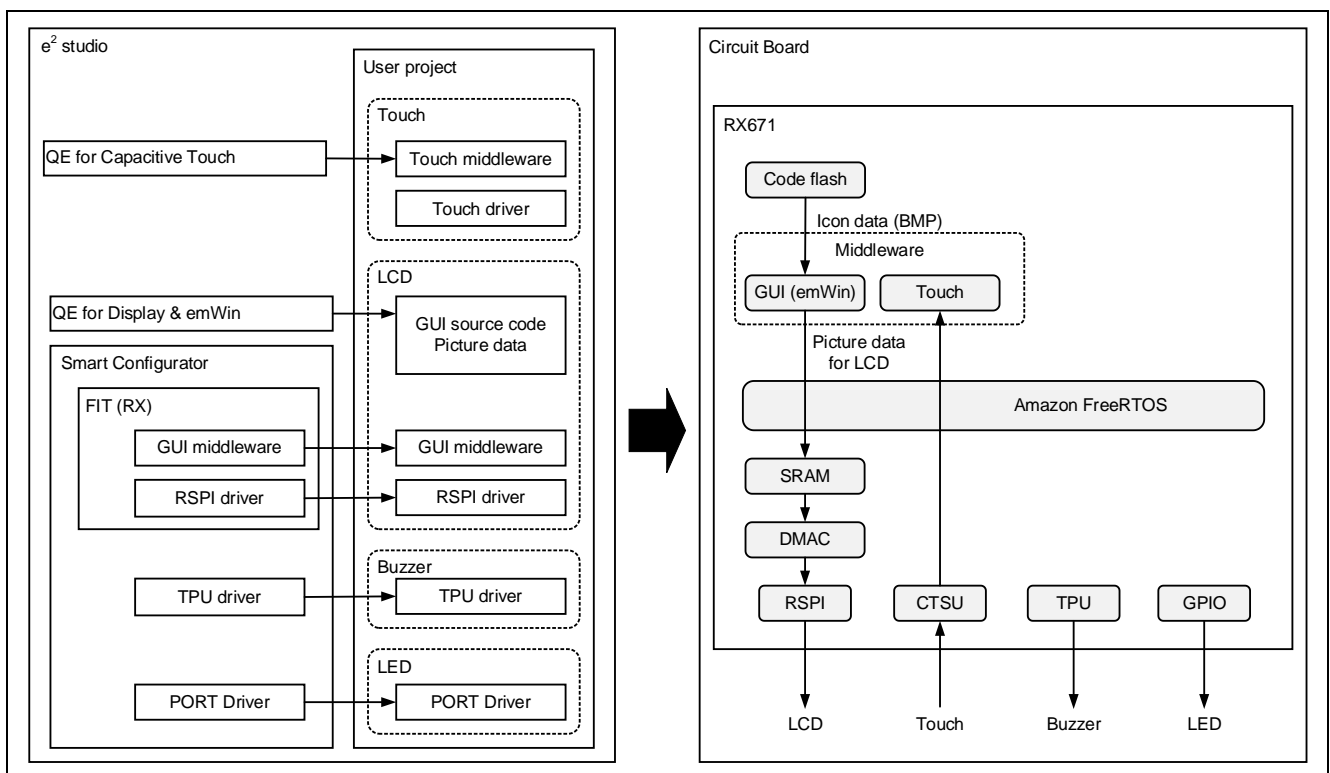 e² studio
User project
Touch
QE for Capacitive Touch
Touch middleware
Touch driver
LCD
QE for Display & emWin
GUI source code
Picture data
Smart Configurator
FIT (RX)
GUI middleware
GUI middleware
RSPI driver
RSPI driver
Buzzer
TPU driver
TPU driver
LED
PORT Driver
PORT Driver
Circuit Board
RX671
Code flash
Icon data (BMP)
Middleware
GUI (emWin)
Touch
Picture data
for LCD
Amazon FreeRTOS
SRAM
DMAC
RSPI
CTSU
TPU
GPIO
LCD
Touch
Buzzer
LED